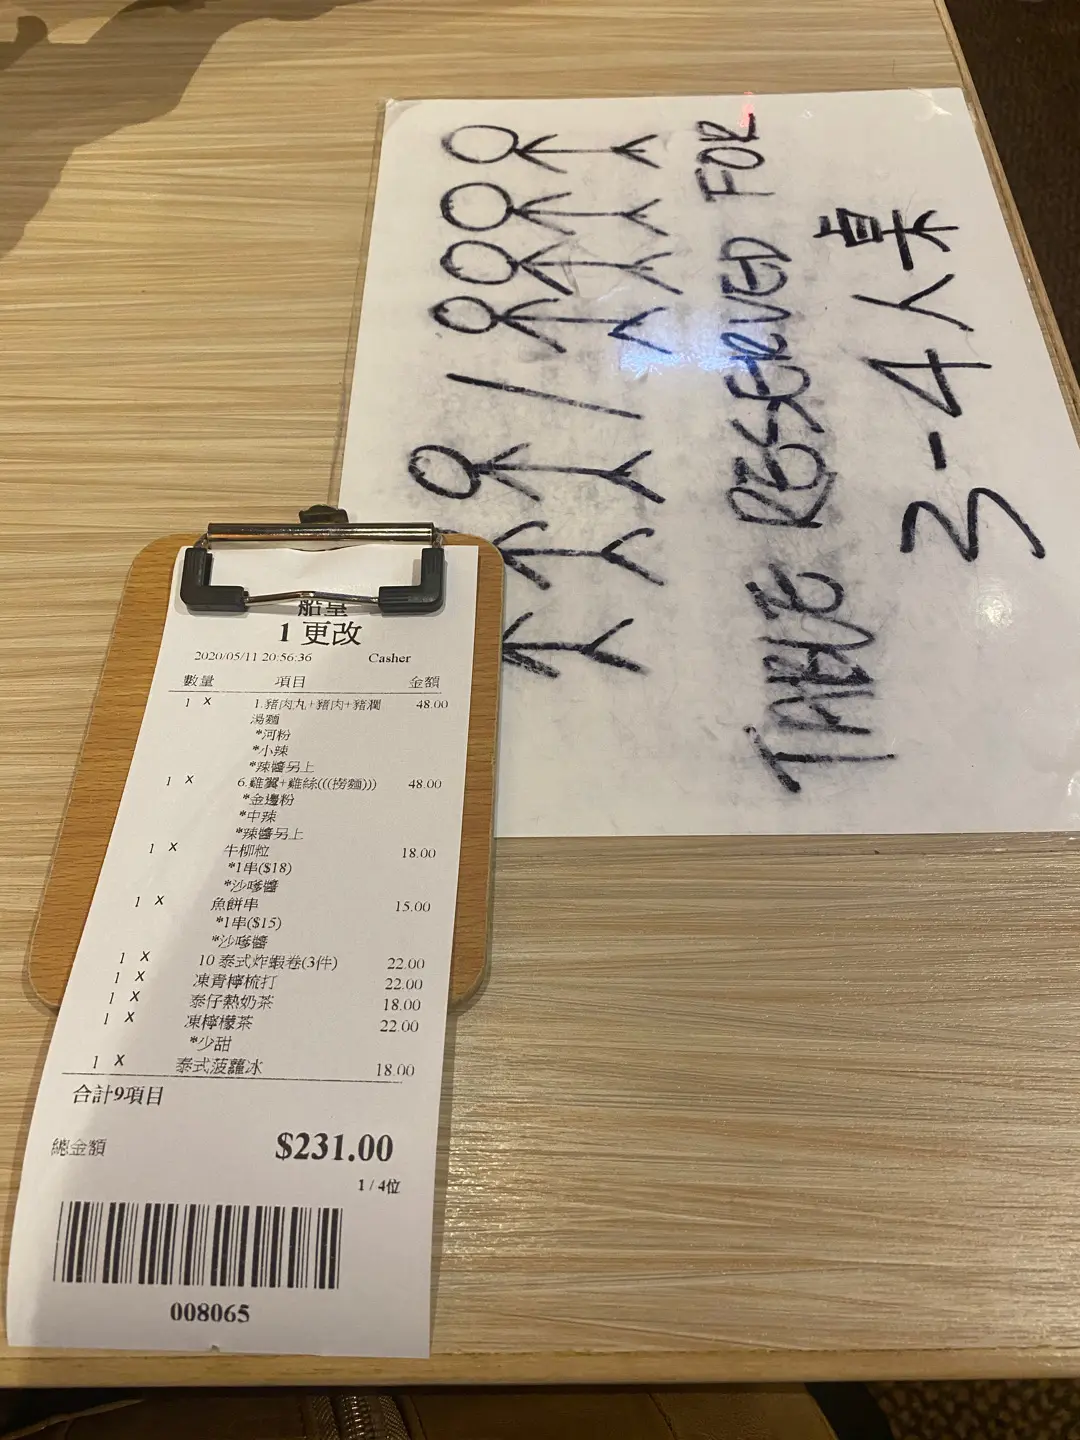 船皇
1 更改
2020/05/11 20:56:36 Casher
數量 項目 金額
1 X 1.豬肉丸+豬肉+豬潤 48.00
湯麵
*河粉
*小辣
*辣醬另上
1 X 6.雞翼+雞絲(((撈麵))) 48.00
*金邊粉
*中辣
*辣醬另上
1 X 牛柳粒 18.00
*1串($18)
*沙嗲醬
1 X 魚餅串 15.00
*1串($15)
*沙嗲醬
1 X 10 泰式炸蝦卷(3件) 22.00
1 X 凍青檸梳打 22.00
1 X 泰仔熱奶茶 18.00
1 X 凍檸檬茶 22.00
*少甜
1 X 泰式菠蘿冰 18.00
合計9項目
總金額 $231.00
1 / 4位
008065
TABLE RESERVED FOR
3-4人桌